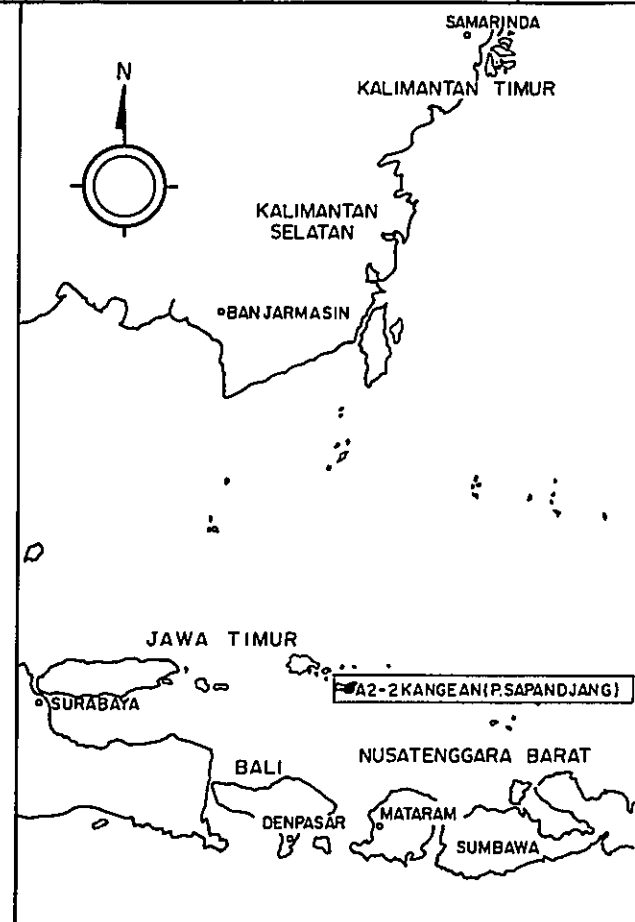 SAMARINDA
N
KALIMANTAN TIMUR
KALIMANTAN
SELATAN
BANJARMASIN
JAWA TIMUR
A2-2 KANGEAN (P.SAPANDJANG)
SURABAYA
NUSATENGGARA BARAT
BALI
MATARAM
DENPASAR
SUMBAWA